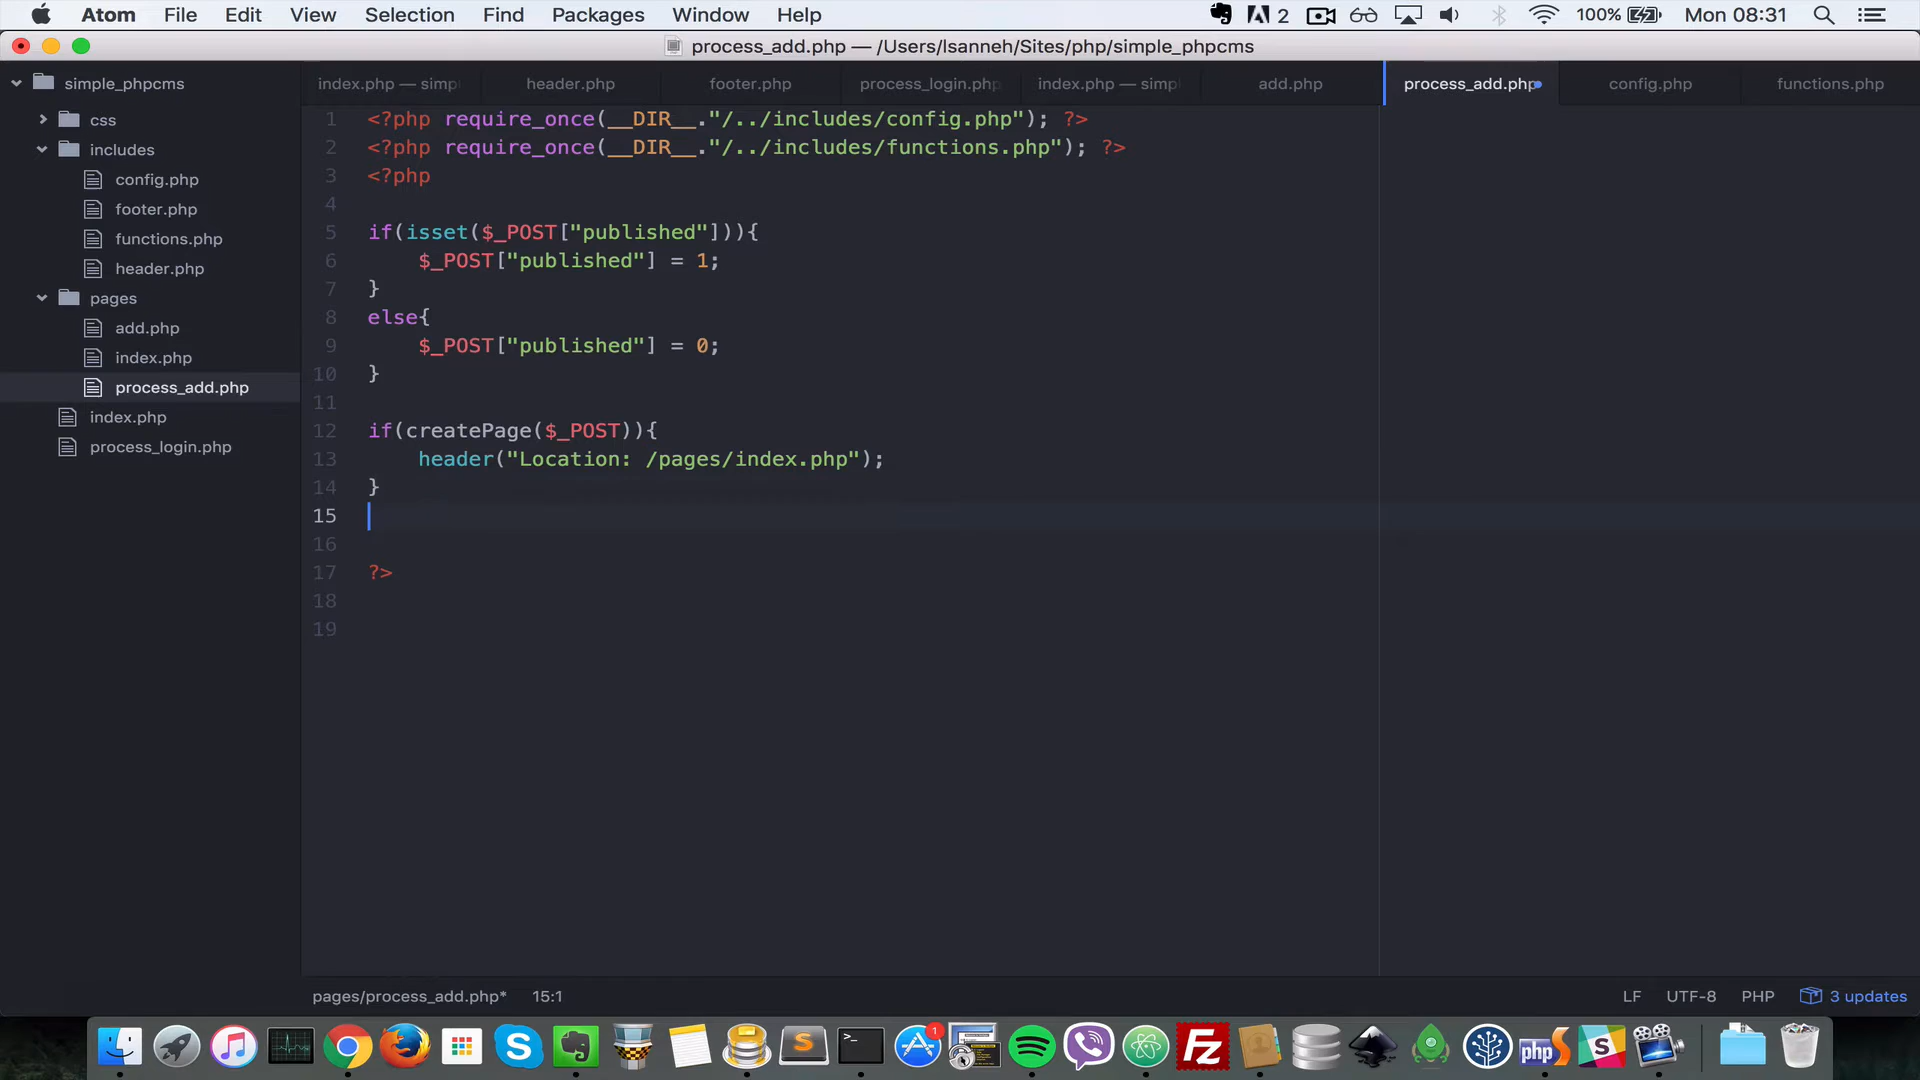 Atom File Edit View Selection Find Packages Window Help 2 100% Mon 08:31
process_add.php — /Users/lsanneh/Sites/php/simple_phpcms
simple_phpcms
css
includes
config.php
footer.php
functions.php
header.php
pages
add.php
index.php
process_add.php
index.php
process_login.php
index.php — simpl header.php footer.php process_login.php index.php — simpl add.php process_add.php config.php functions.php
1 <?php require_once(__DIR__."/../includes/config.php"); ?>
2 <?php require_once(__DIR__."/../includes/functions.php"); ?>
3 <?php
4
5 if(isset($_POST["published"])){
6 $_POST["published"] = 1;
7 }
8 else{
9 $_POST["published"] = 0;
10 }
11
12 if(createPage($_POST)){
13 header("Location: /pages/index.php");
14 }
15
16
17 ?>
18
19
pages/process_add.php* 15:1 LF UTF-8 PHP 3 updates
S >_ 1 Fz php S